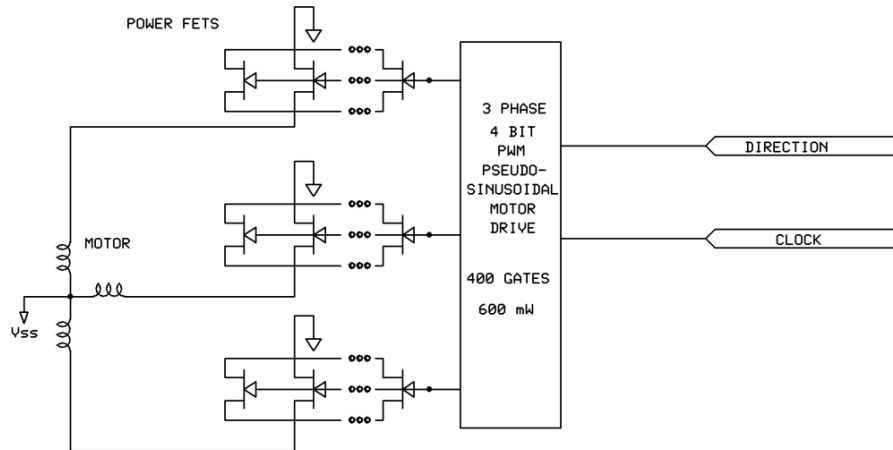 POWER FETS
3 PHASE
4 BIT
PWM
PSEUDO-
SINUSOIDAL
MOTOR
DRIVE
400 GATES
600 mW
DIRECTION
CLOCK
MOTOR
Vss